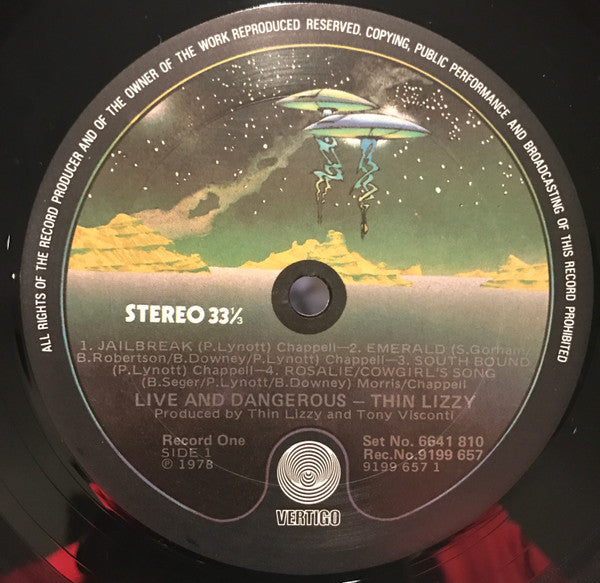 ALL RIGHTS OF THE RECORD PRODUCER AND OF THE OWNER OF THE WORK REPRODUCED RESERVED. COPYING, PUBLIC PERFORMANCE AND BROADCASTING OF THIS RECORD PROHIBITED
STEREO 33⅓
1. JAILBREAK (P.Lynott) Chappell—2. EMERALD (S.Gorham/
B.Robertson/B.Downey/P.Lynott) Chappell—3. SOUTH BOUND
(P.Lynott) Chappell—4. ROSALIE/COWGIRL'S SONG
(B.Seger/P.Lynott/B.Downey) Morris/Chappell
LIVE AND DANGEROUS – THIN LIZZY
Produced by Thin Lizzy and Tony Visconti
Record One
SIDE 1
℗ 1978
Set No. 6641 810
Rec.No.9199 657
9199 657 1
VERTIGO